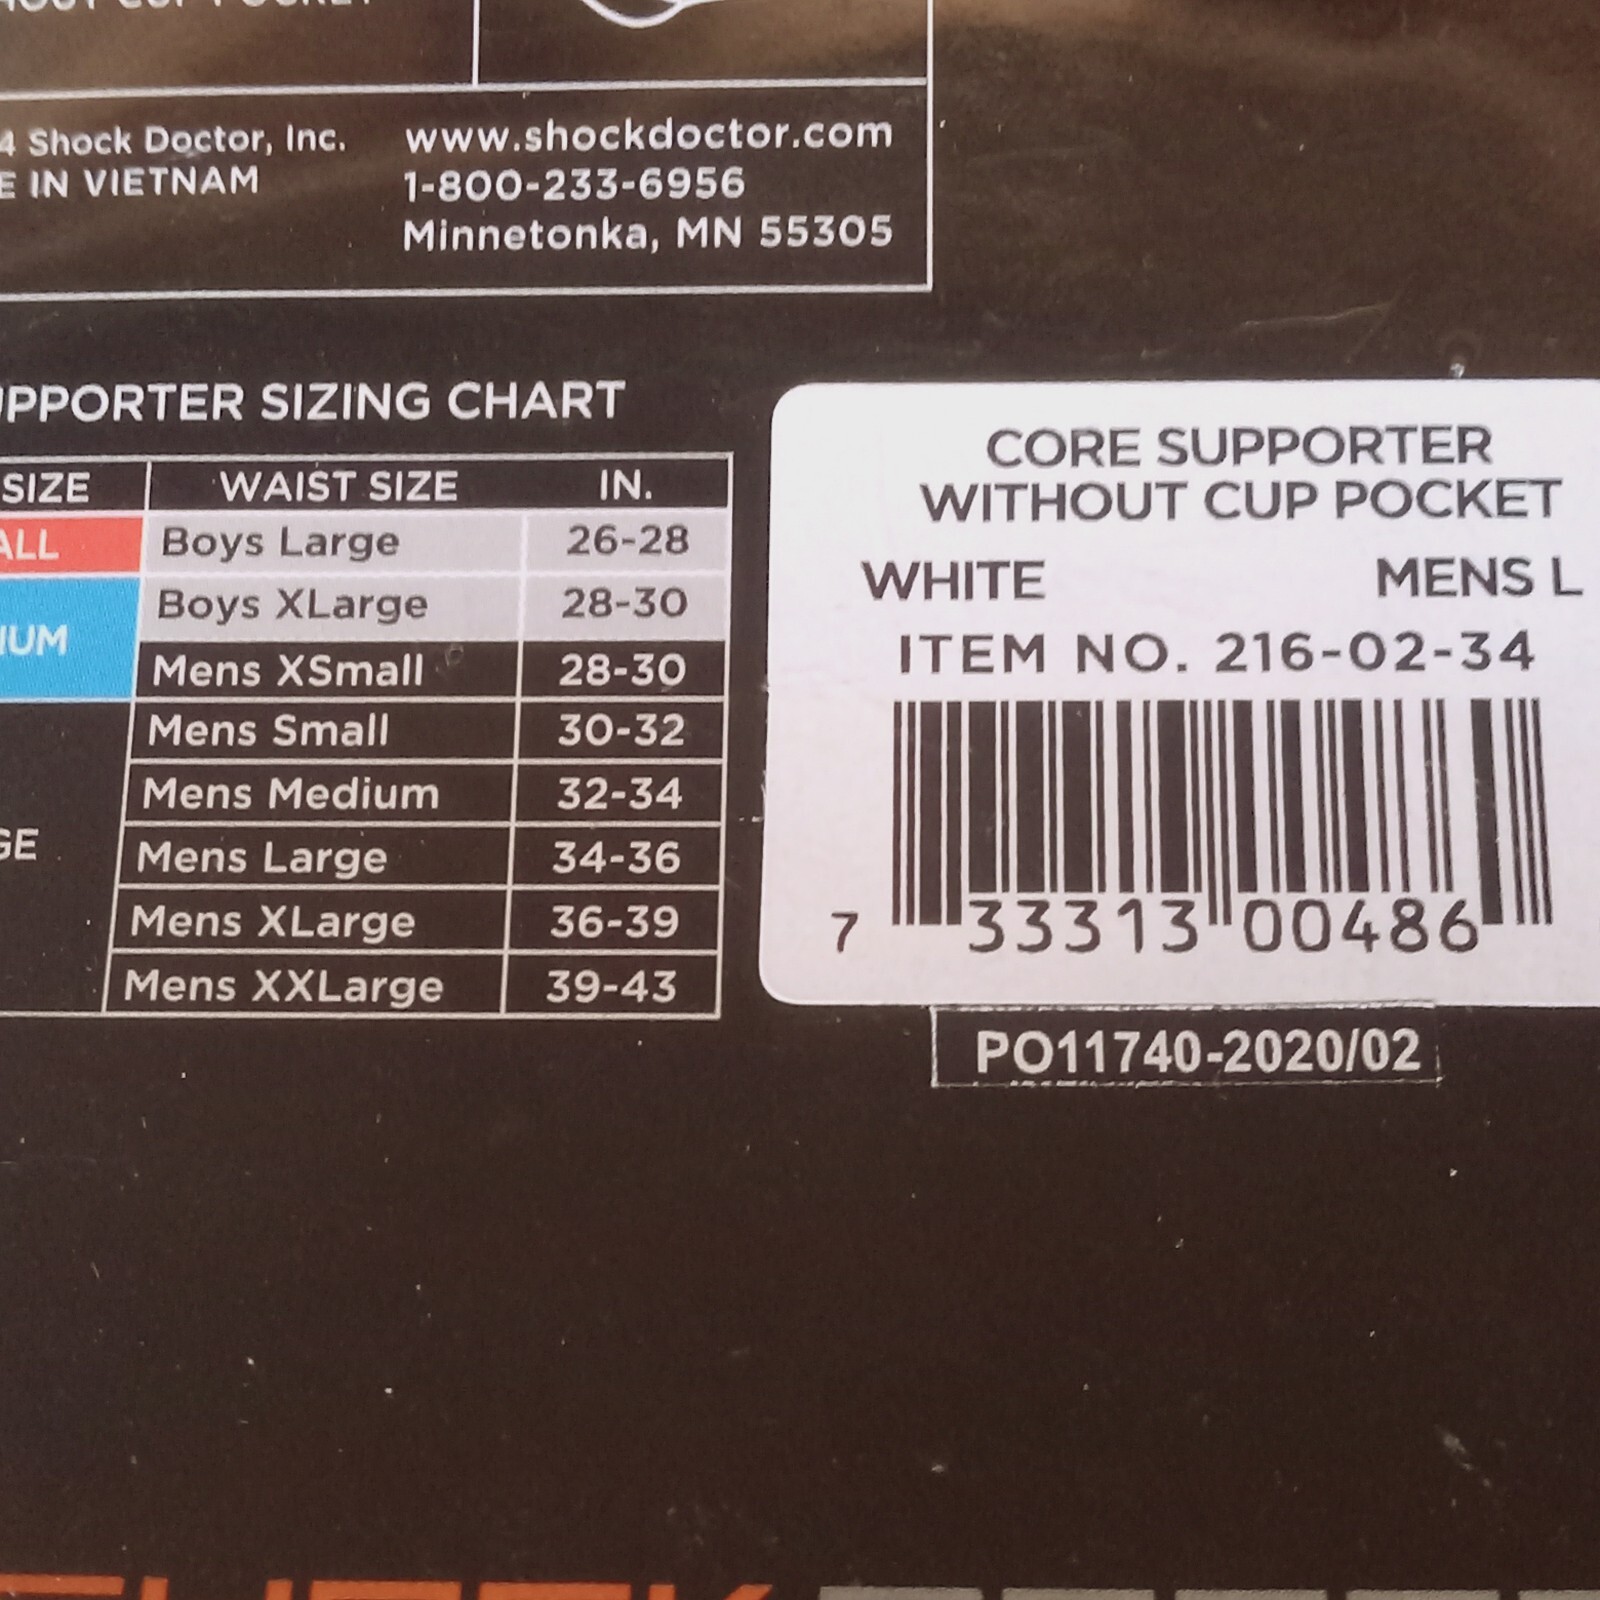 4 Shock Doctor, Inc.
E IN VIETNAM
www.shockdoctor.com
1-800-233-6956
Minnetonka, MN 55305
UPPORTER SIZING CHART
SIZE WAIST SIZE IN.
ALL Boys Large 26-28
IUM Boys XLarge 28-30
Mens XSmall 28-30
Mens Small 30-32
Mens Medium 32-34
GE Mens Large 34-36
Mens XLarge 36-39
Mens XXLarge 39-43
CORE SUPPORTER
WITHOUT CUP POCKET
WHITE MENS L
ITEM NO. 216-02-34
7 33313 00486
PO11740-2020/02